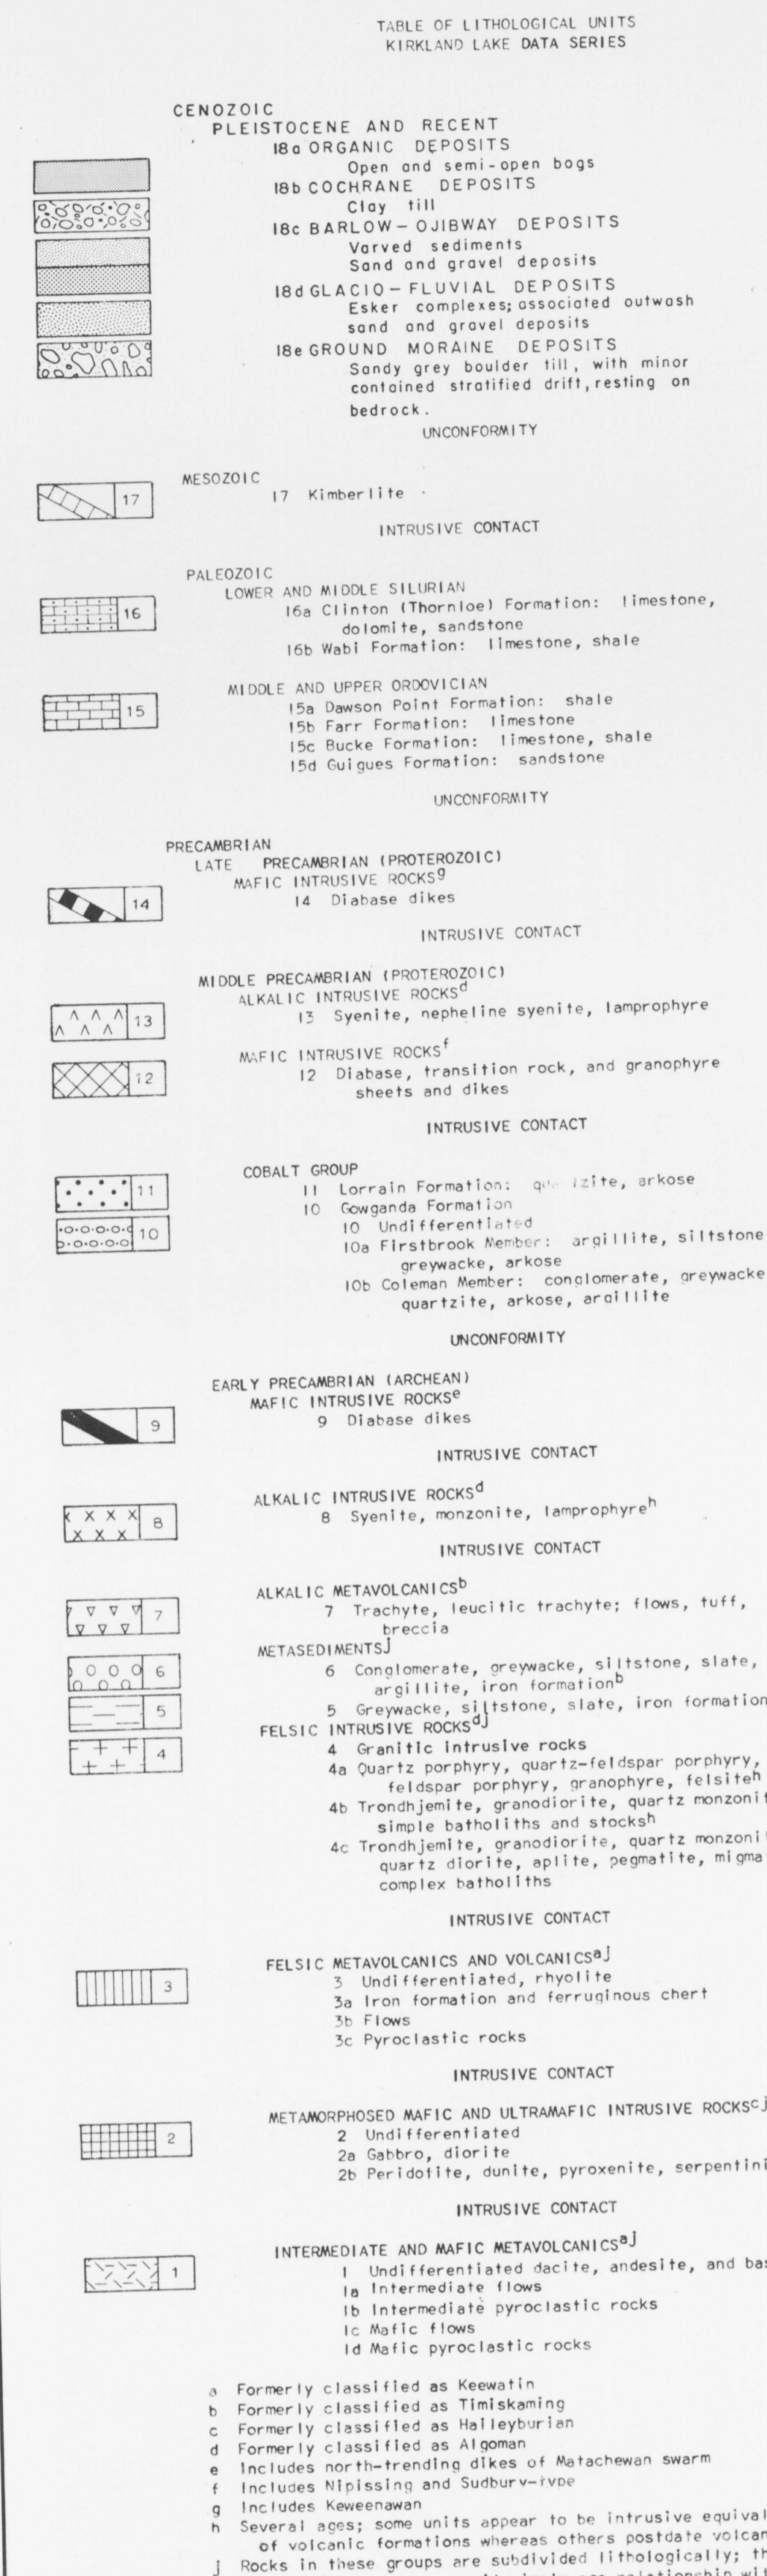 TABLE OF LITHOLOGICAL UNITS
KIRKLAND LAKE DATA SERIES
CENOZOIC
PLEISTOCENE AND RECENT
18a ORGANIC DEPOSITS
Open and semi-open bogs
18b COCHRANE DEPOSITS
Clay till
18c BARLOW-OJIBWAY DEPOSITS
Varved sediments
Sand and gravel deposits
18d GLACIO-FLUVIAL DEPOSITS
Esker complexes; associated outwash
sand and gravel deposits
18e GROUND MORAINE DEPOSITS
Sandy grey boulder till, with minor
contained stratified drift, resting on
bedrock.
UNCONFORMITY
MESOZOIC
17 17 Kimberlite
INTRUSIVE CONTACT
PALEOZOIC
LOWER AND MIDDLE SILURIAN
16 16a Clinton (Thornloe) Formation: limestone,
dolomite, sandstone
16b Wabi Formation: limestone, shale
MIDDLE AND UPPER ORDOVICIAN
15 15a Dawson Point Formation: shale
15b Farr Formation: limestone
15c Bucke Formation: limestone, shale
15d Guigues Formation: sandstone
UNCONFORMITY
PRECAMBRIAN
LATE PRECAMBRIAN (PROTEROZOIC)
MAFIC INTRUSIVE ROCKSg
14 14 Diabase dikes
INTRUSIVE CONTACT
MIDDLE PRECAMBRIAN (PROTEROZOIC)
ALKALIC INTRUSIVE ROCKSd
13 13 Syenite, nepheline syenite, lamprophyre
MAFIC INTRUSIVE ROCKSf
12 12 Diabase, transition rock, and granophyre
sheets and dikes
INTRUSIVE CONTACT
COBALT GROUP
11 11 Lorrain Formation: arkose
10 10 Gowganda Formation
10 Undifferentiated
10a Firstbrook Member: argillite, siltstone
greywacke, arkose
10b Coleman Member: conglomerate, greywacke
quartzite, arkose, argillite
UNCONFORMITY
EARLY PRECAMBRIAN (ARCHEAN)
MAFIC INTRUSIVE ROCKSe
9 9 Diabase dikes
INTRUSIVE CONTACT
ALKALIC INTRUSIVE ROCKSd
8 8 Syenite, monzonite, lamprophyreh
INTRUSIVE CONTACT
ALKALIC METAVOLCANICSb
7 7 Trachyte, leucitic trachyte; flows, tuff,
breccia
METASEDIMENTSj
6 6 Conglomerate, greywacke, siltstone, slate,
argillite, iron formationb
5 5 Greywacke, siltstone, slate, iron formation
FELSIC INTRUSIVE ROCKSdj
4 4 Granitic intrusive rocks
4a Quartz porphyry, quartz-feldspar porphyry,
feldspar porphyry, granophyre, felsiteh
4b Trondhjemite, granodiorite, quartz monzonit
simple batholiths and stocksh
4c Trondhjemite, granodiorite, quartz monzoni
quartz diorite, aplite, pegmatite, migma
complex batholiths
INTRUSIVE CONTACT
FELSIC METAVOLCANICS AND VOLCANICSaj
3 3 Undifferentiated, rhyolite
3a Iron formation and ferruginous chert
3b Flows
3c Pyroclastic rocks
INTRUSIVE CONTACT
METAMORPHOSED MAFIC AND ULTRAMAFIC INTRUSIVE ROCKScj
2 2 Undifferentiated
2a Gabbro, diorite
2b Peridotite, dunite, pyroxenite, serpentini
INTRUSIVE CONTACT
INTERMEDIATE AND MAFIC METAVOLCANICSaj
1 1 Undifferentiated dacite, andesite, and bas
1a Intermediate flows
1b Intermediate pyroclastic rocks
1c Mafic flows
1d Mafic pyroclastic rocks
a Formerly classified as Keewatin
b Formerly classified as Timiskaming
c Formerly classified as Haileyburian
d Formerly classified as Algoman
e Includes north-trending dikes of Matachewan swarm
f Includes Nipissing and Sudbury-type
g Includes Keweenawan
h Several ages; some units appear to be intrusive equival
of volcanic formations whereas others postdate volcan
j Rocks in these groups are subdivided lithologically; th